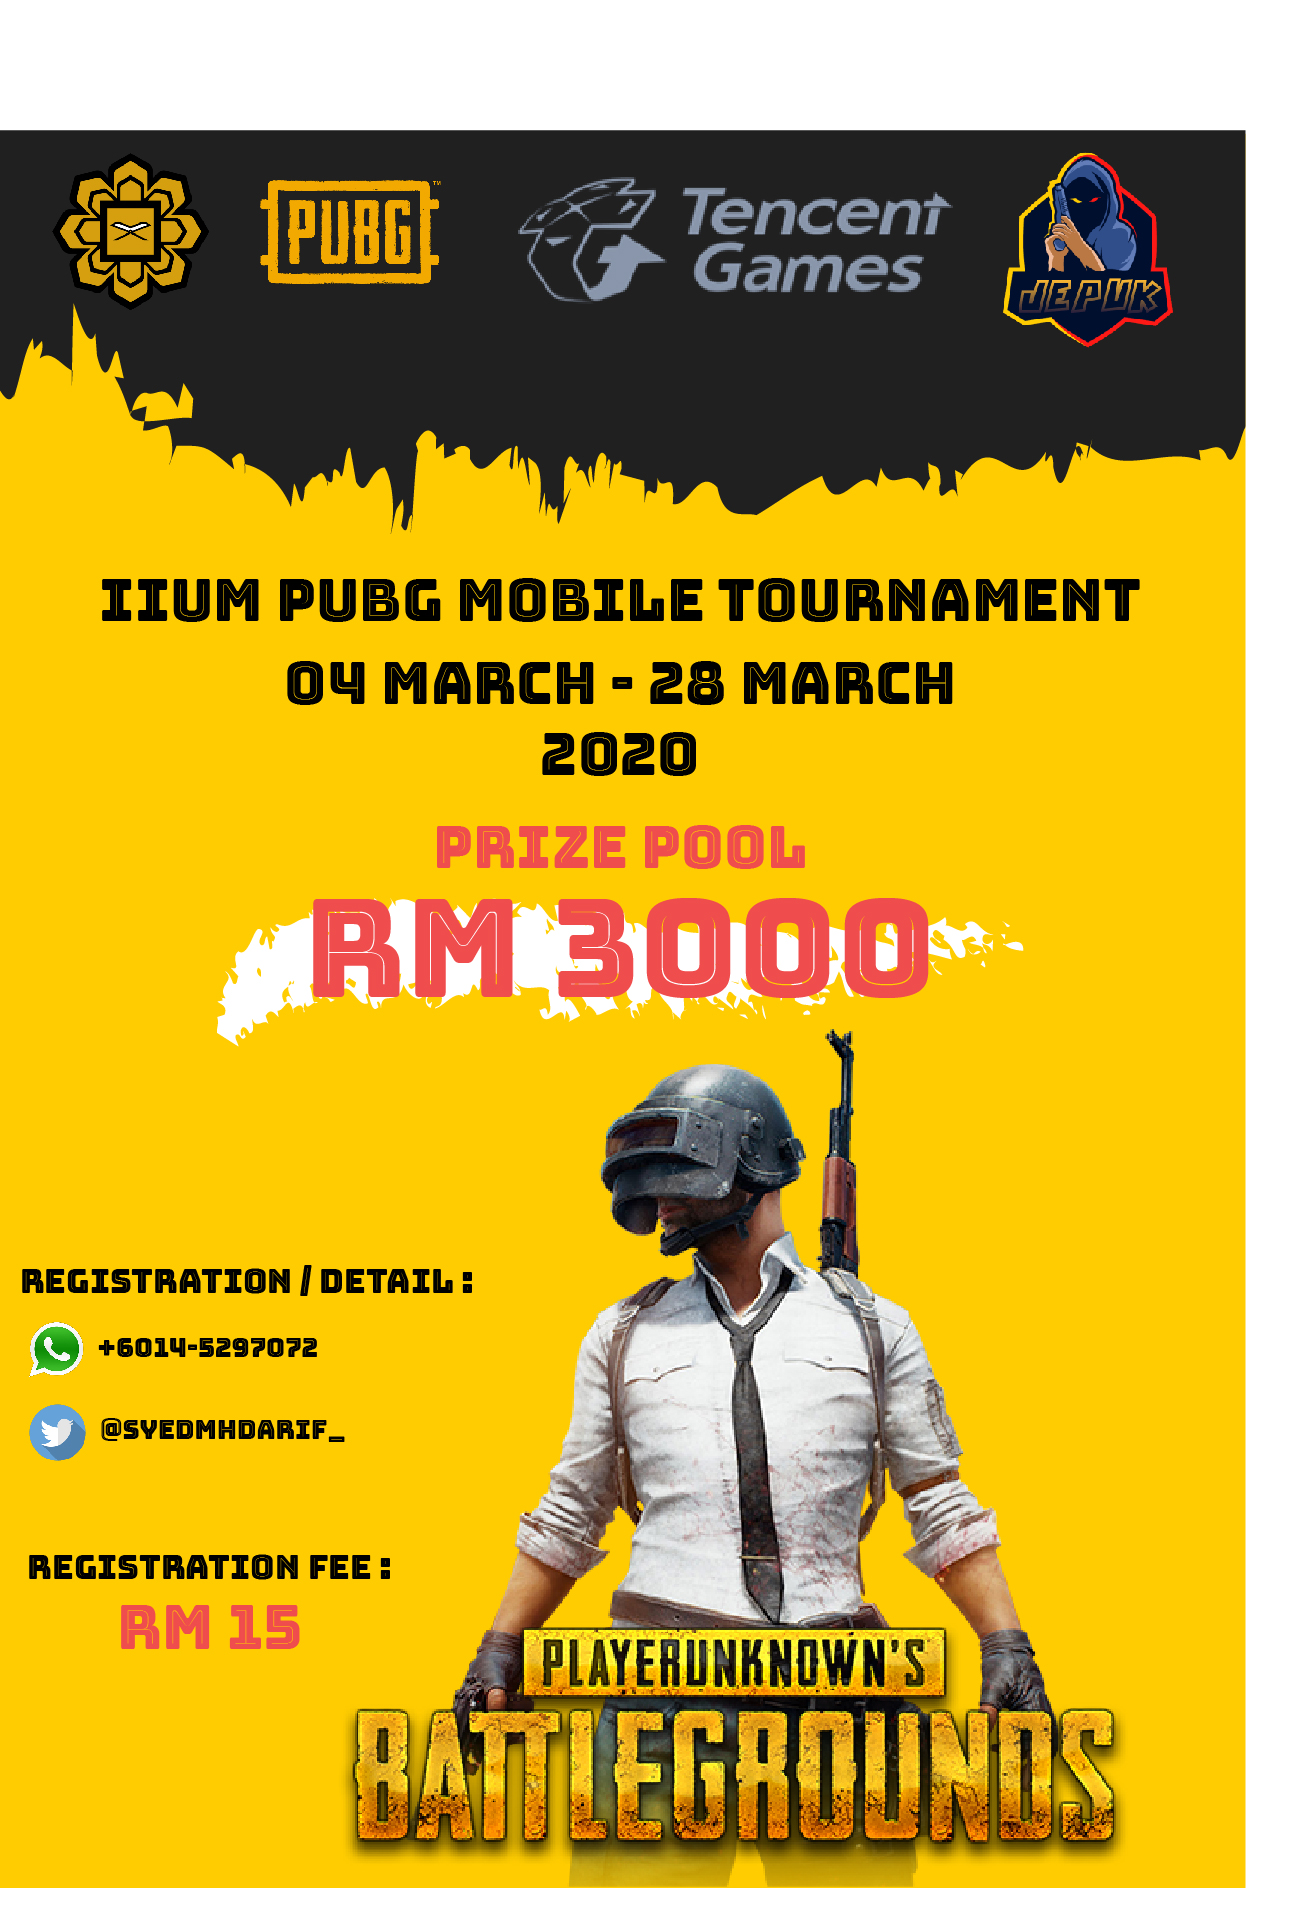 PUBG
™
Tencent
Games
JEPUK
IIUM PUBG MOBILE TOURNAMENT
04 MARCH - 28 MARCH
2020
PRIZE POOL
RM 3000
REGISTRATION / DETAIL :
+6014-5297072
@SYEDMHDARIF_
REGISTRATION FEE :
RM 15
PLAYERUNKNOWN'S
BATTLEGROUNDS